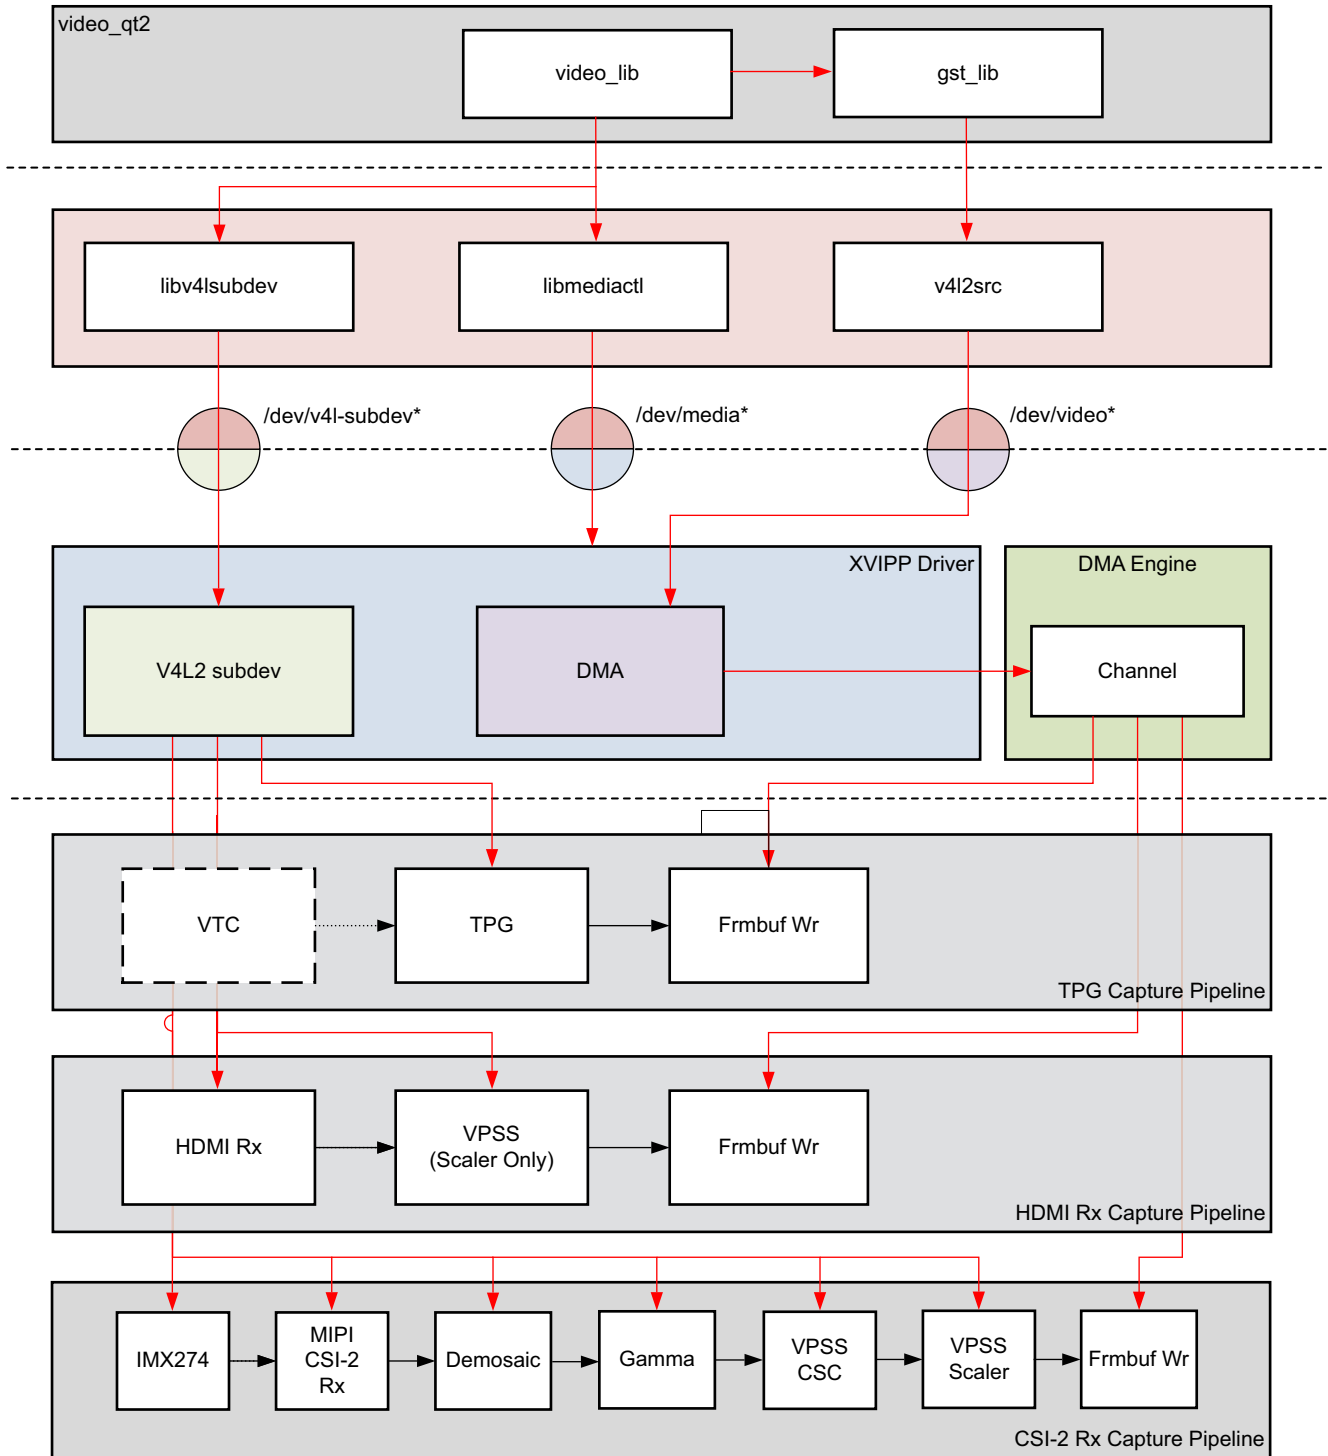 video_qt2
video_lib
gst_lib
libv4lsubdev
libmediactl
v4l2src
/dev/v4l-subdev*
/dev/media*
/dev/video*
XVIPP Driver
DMA Engine
V4L2 subdev
DMA
Channel
VTC
TPG
Frmbuf Wr
TPG Capture Pipeline
HDMI Rx
VPSS
(Scaler Only)
Frmbuf Wr
HDMI Rx Capture Pipeline
IMX274
MIPI
CSI-2
Rx
Demosaic
Gamma
VPSS
CSC
VPSS
Scaler
Frmbuf Wr
CSI-2 Rx Capture Pipeline